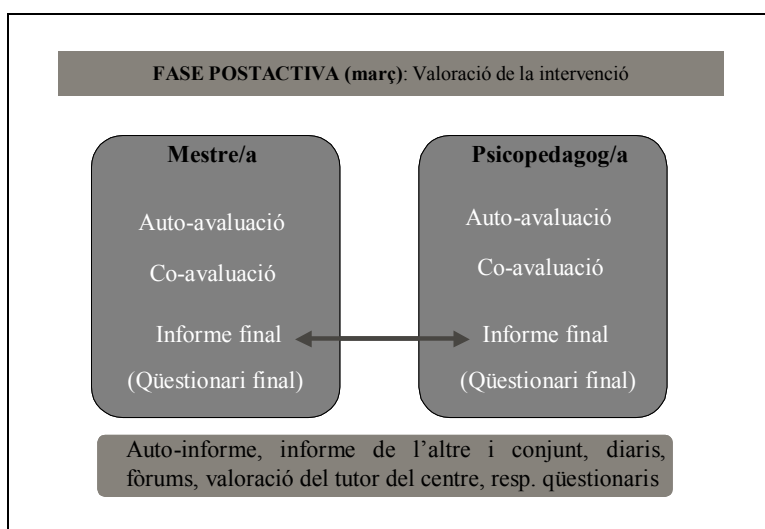 FASE POSTACTIVA (març): Valoració de la intervenció
Mestre/a
Auto-avaluació
Co-avaluació
Informe final
(Qüestionari final)
Psicopedagog/a
Auto-avaluació
Co-avaluació
Informe final
(Qüestionari final)
Auto-informe, informe de l’altre i conjunt, diaris,
fòrums, valoració del tutor del centre, resp. qüestionaris